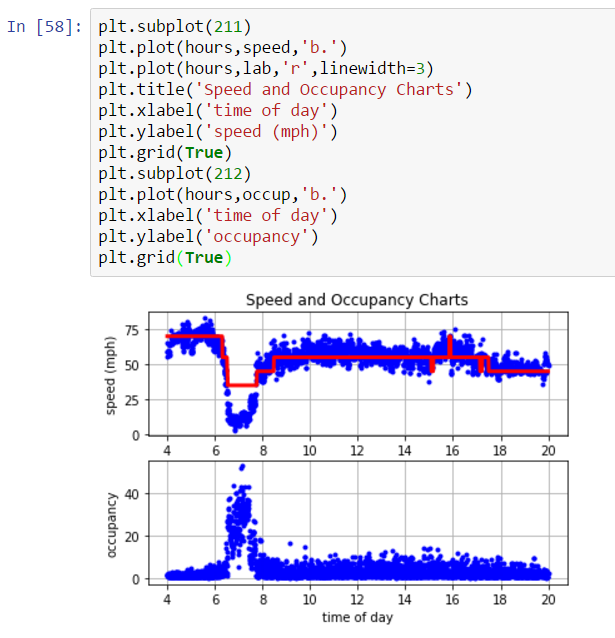 In [58]: plt.subplot(211)
plt.plot(hours,speed,'b.')
plt.plot(hours,lab,'r',linewidth=3)
plt.title('Speed and Occupancy Charts')
plt.xlabel('time of day')
plt.ylabel('speed (mph)')
plt.grid(True)
plt.subplot(212)
plt.plot(hours,occup,'b.')
plt.xlabel('time of day')
plt.ylabel('occupancy')
plt.grid(True)
Speed and Occupancy Charts
speed (mph)
75
50
25
0
4 6 8 10 12 14 16 18 20
occupancy
40
20
0
4 6 8 10 12 14 16 18 20
time of day